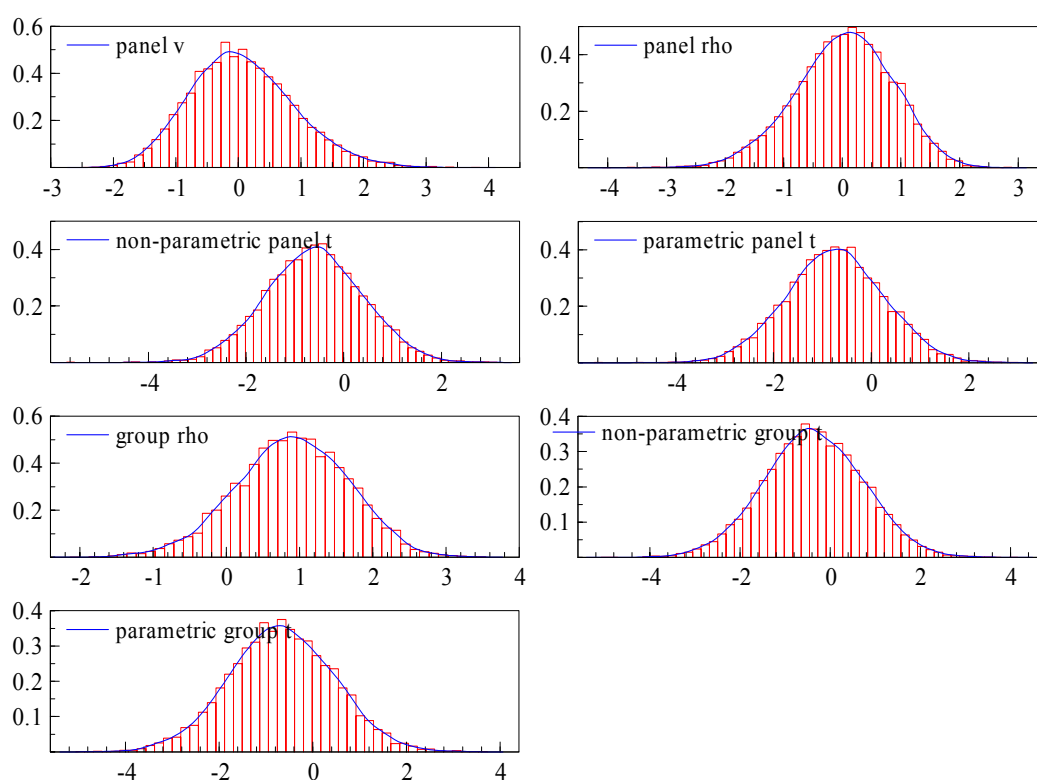 0.6
panel v
0.4
0.2
-3 -2 -1 0 1 2 3 4
panel rho
0.4
0.2
-4 -3 -2 -1 0 1 2 3
non-parametric panel t
0.4
0.2
-4 -2 0 2
parametric panel t
0.4
0.2
-4 -2 0 2
0.6
group rho
0.4
0.2
-2 -1 0 1 2 3 4
0.4
non-parametric group t
0.3
0.2
0.1
-4 -2 0 2 4
0.4
parametric group t
0.3
0.2
0.1
-4 -2 0 2 4